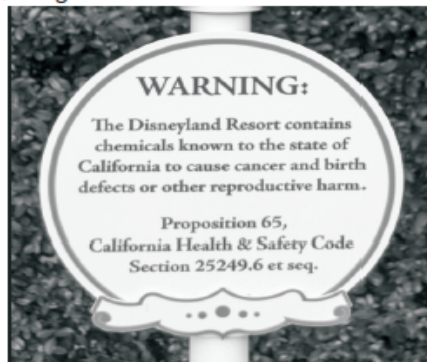 WARNING:
The Disneyland Resort contains
chemicals known to the state of
California to cause cancer and birth
defects or other reproductive harm.
Proposition 65,
California Health & Safety Code
Section 25249.6 et seq.